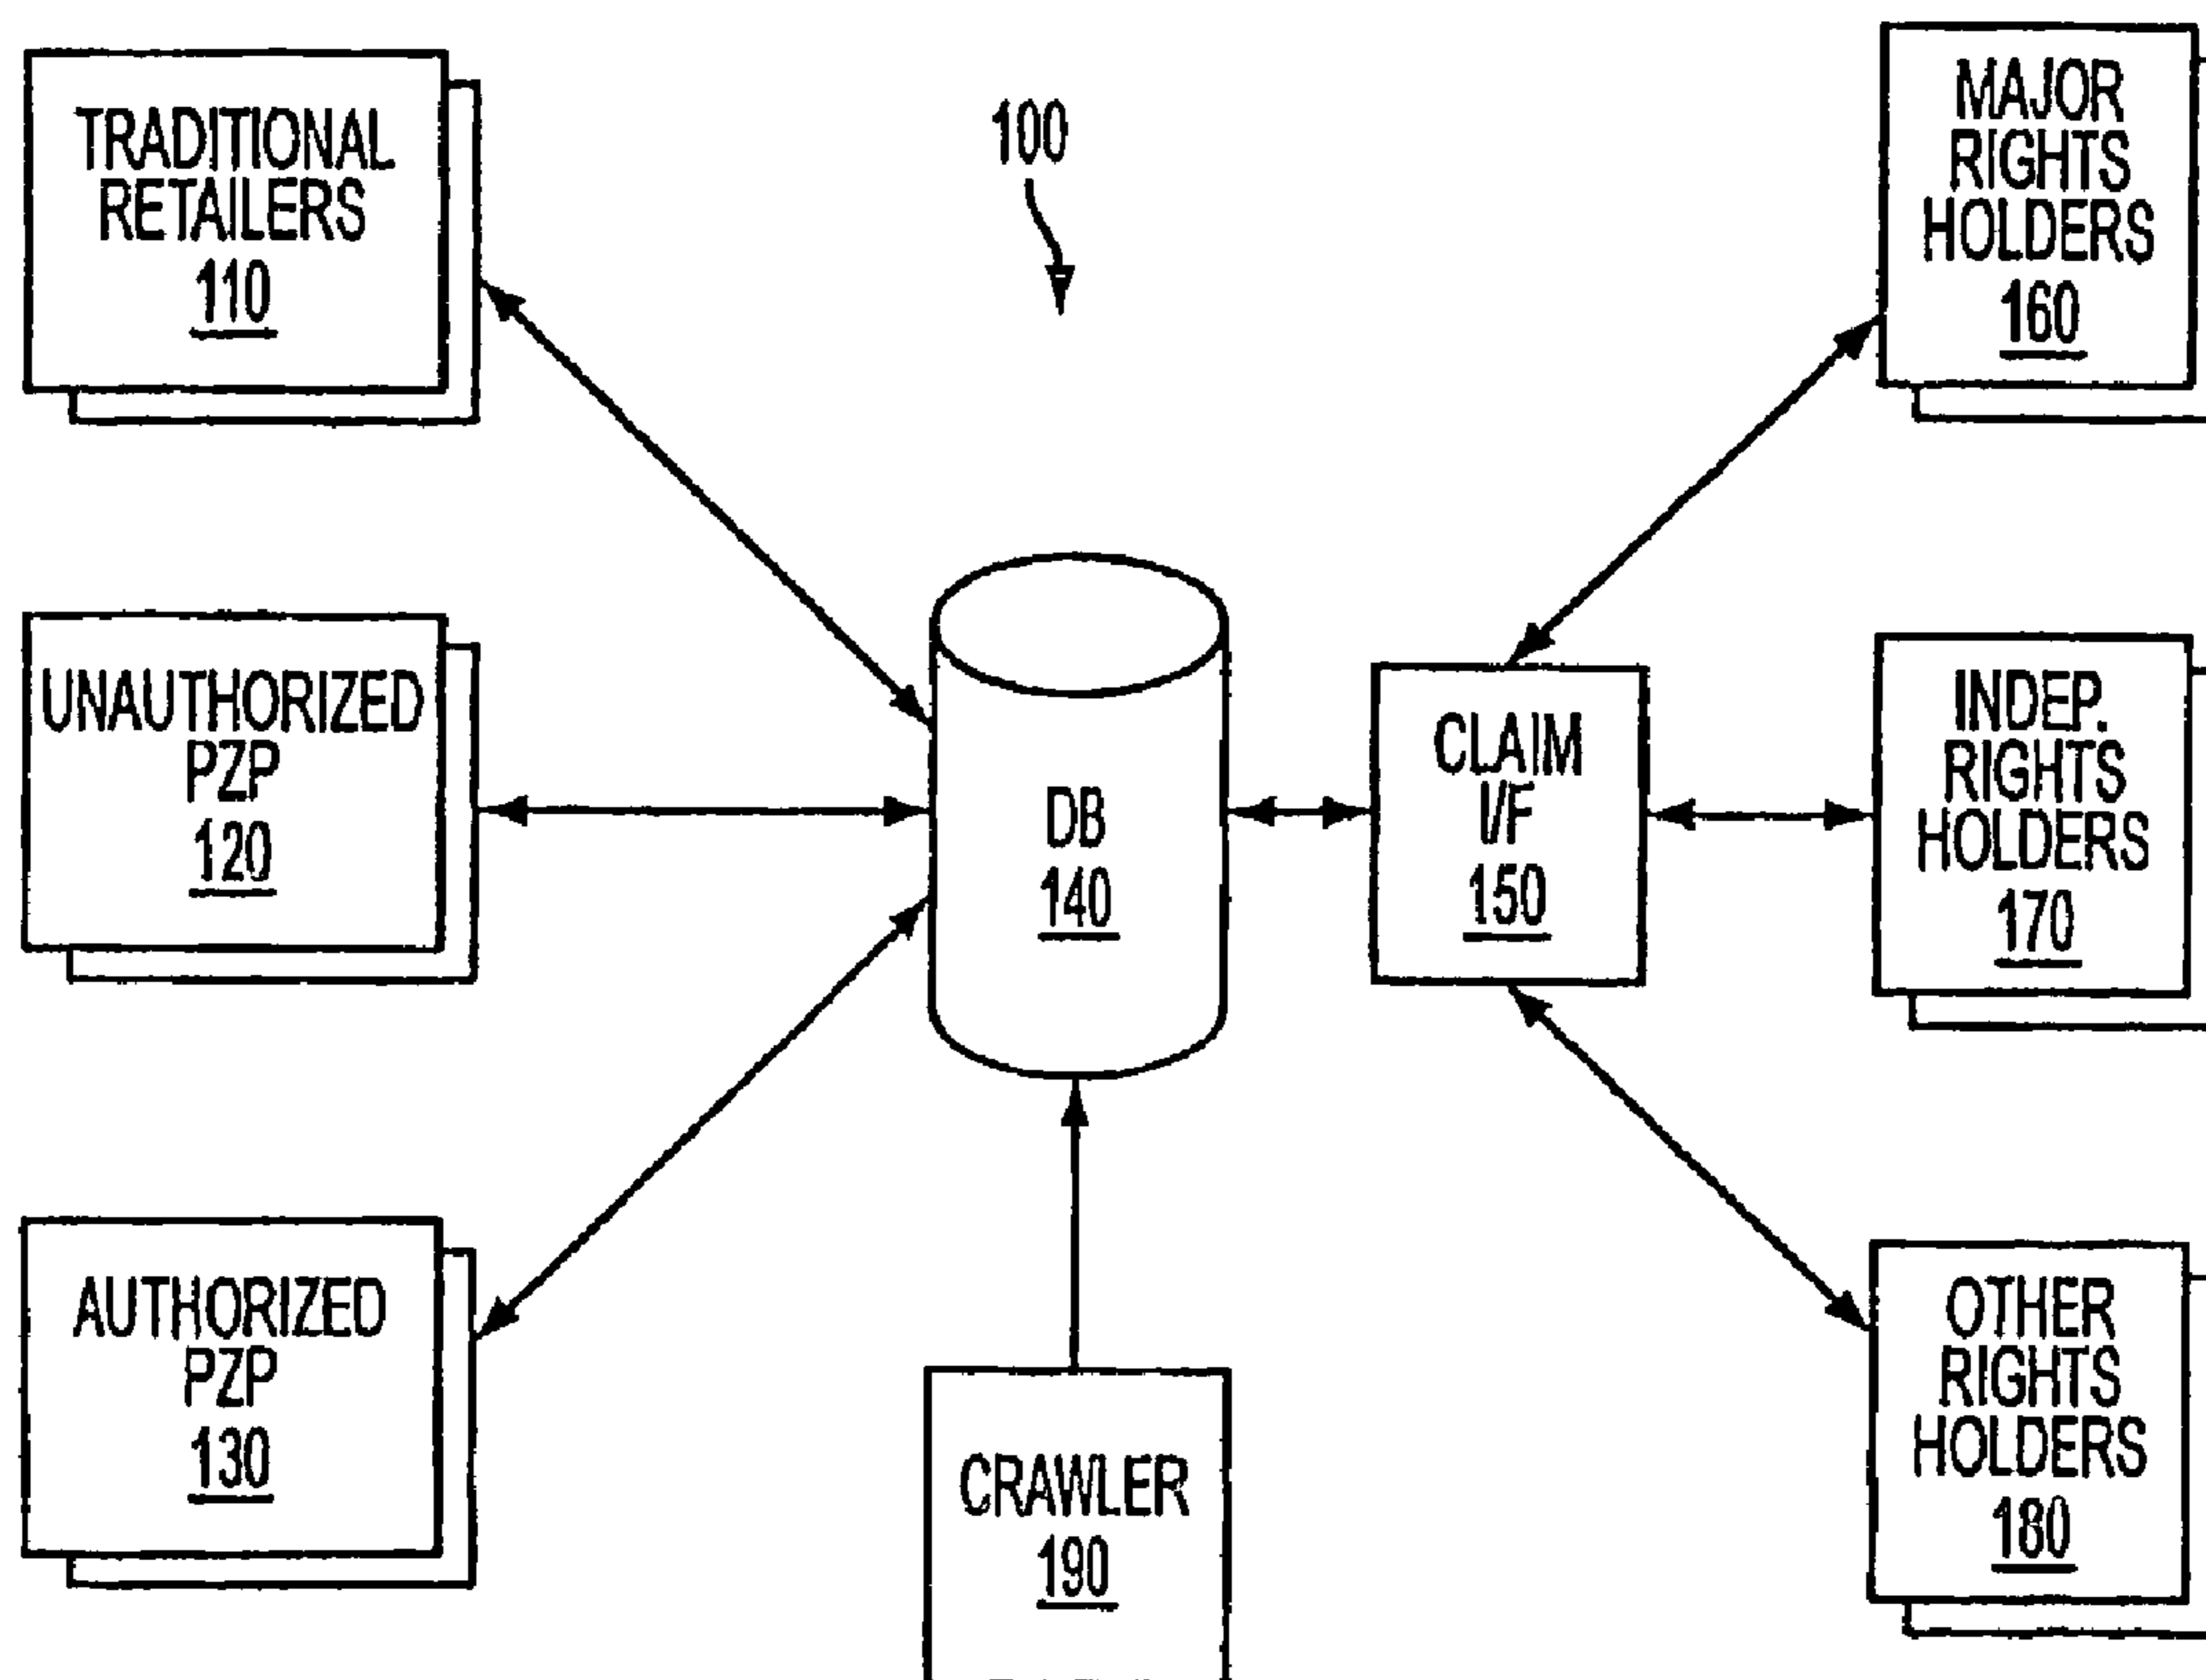 TRADITIONAL
RETAILERS
110
100
MAJOR
RIGHTS
HOLDERS
160
UNAUTHORIZED
PZP
120
DB
140
CLAIM
I/F
150
INDEP.
RIGHTS
HOLDERS
170
AUTHORIZED
PZP
130
CRAWLER
190
OTHER
RIGHTS
HOLDERS
180